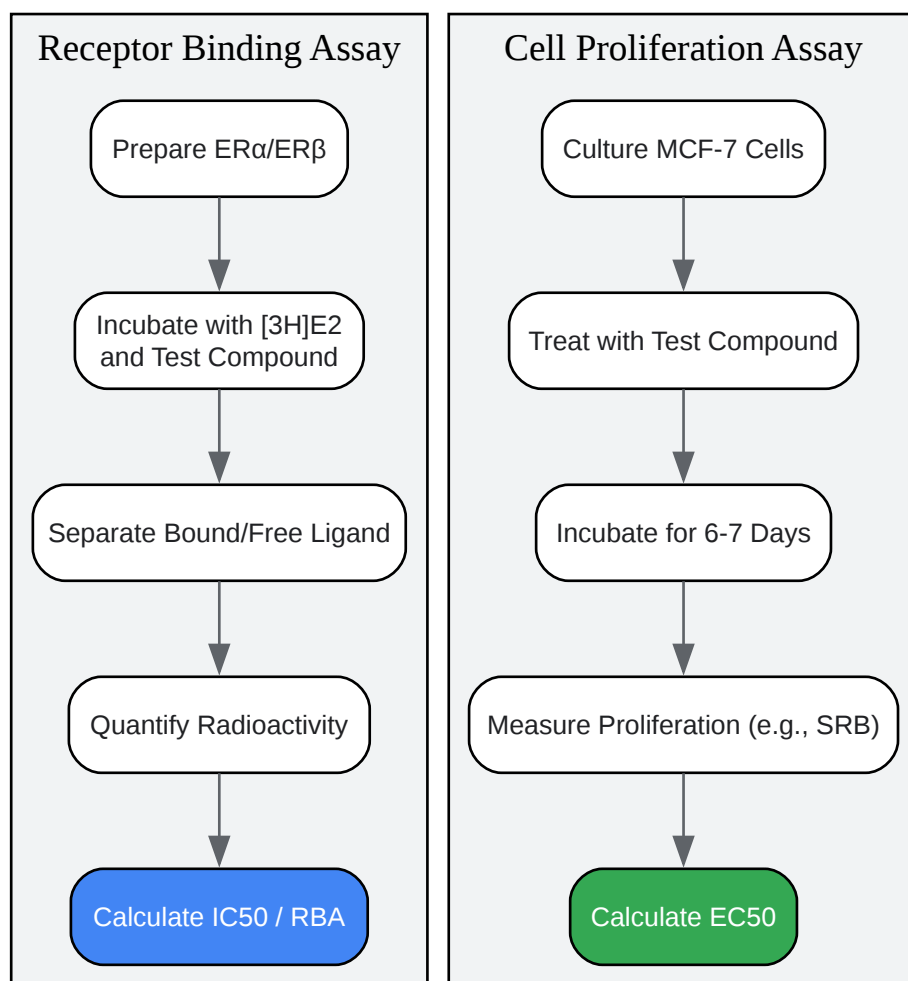 Receptor Binding Assay
Prepare ERα/ERβ
Incubate with [3H]E2
and Test Compound
Separate Bound/Free Ligand
Quantify Radioactivity
Calculate IC50 / RBA
Cell Proliferation Assay
Culture MCF-7 Cells
Treat with Test Compound
Incubate for 6-7 Days
Measure Proliferation (e.g., SRB)
Calculate EC50